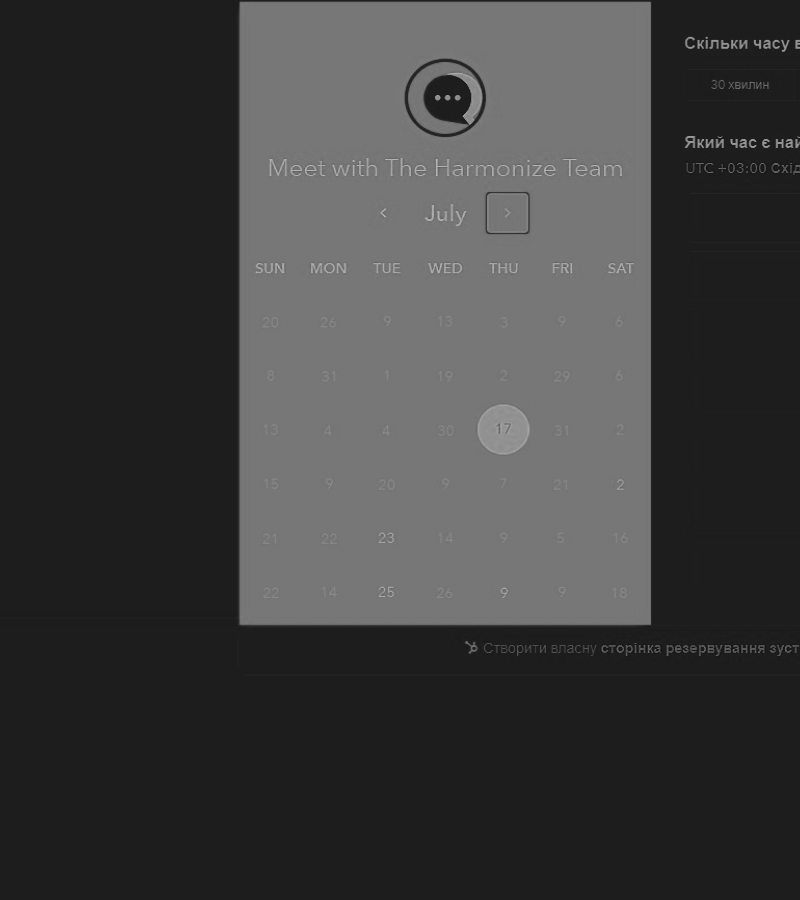 Meet with The Harmonize Team
July
SUN MON TUE WED THU FRI SAT
20 26 9 13 3 9 6
8 31 1 19 2 29 6
13 4 4 30 17 31 2
15 9 20 9 7 21 2
21 22 23 14 9 5 16
22 14 25 26 9 9 18
Скільки часу в
30 хвилин
Який час є най
UTC +03:00 Схід
Створити власну сторінка резервування зуст